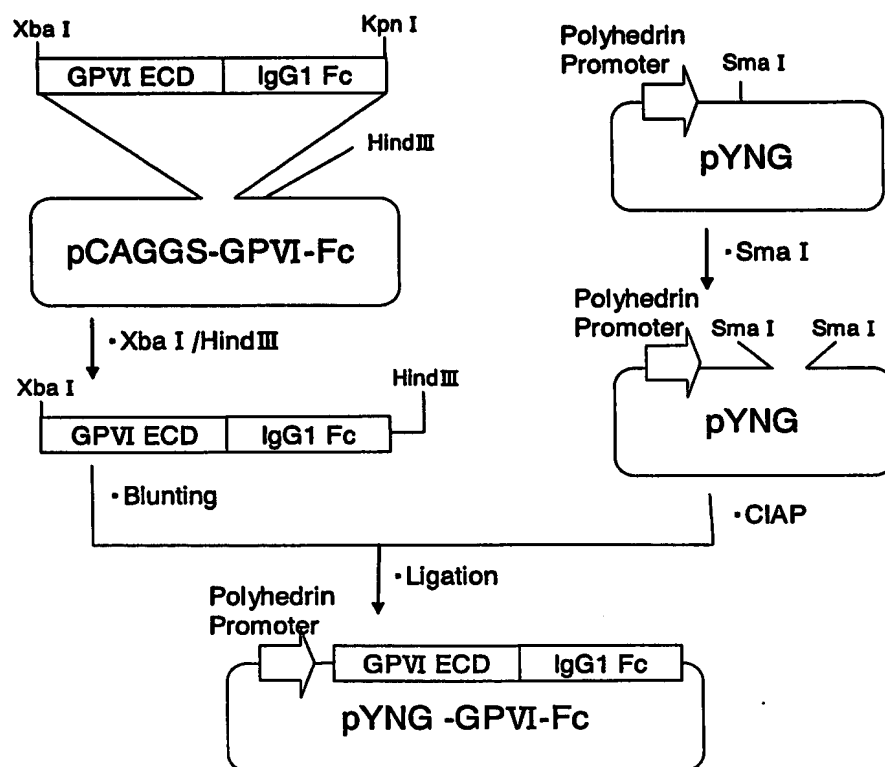 Xba I
Kpn I
GPVI ECD
IgG1 Fc
HindⅢ
pCAGGS-GPVI-Fc
・Xba I /HindⅢ
Xba I
HindⅢ
GPVI ECD
IgG1 Fc
・Blunting
Polyhedrin
Promoter
Sma I
pYNG
・Sma I
Polyhedrin
Promoter
Sma I
Sma I
pYNG
・CIAP
・Ligation
Polyhedrin
Promoter
GPVI ECD
IgG1 Fc
pYNG -GPVI-Fc